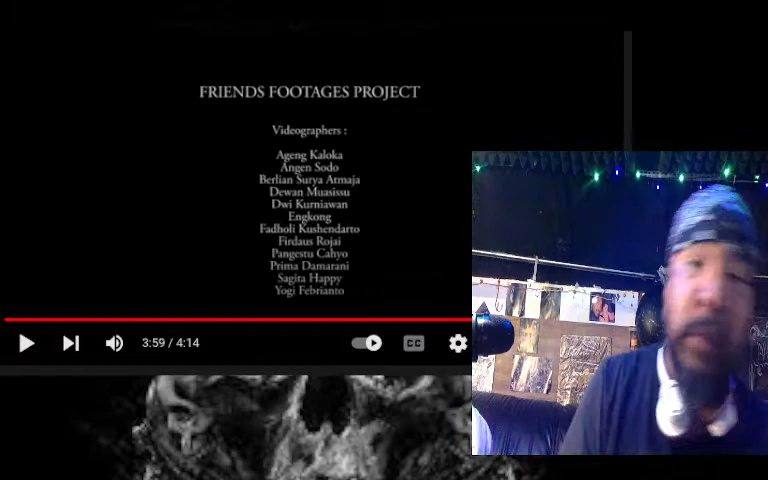 FRIENDS FOOTAGES PROJECT
Videographers :
Ageng Kaloka
Angen Sodo
Berlian Surya Atmaja
Dewan Muasissu
Dwi Kurniawan
Engkong
Fadholi Kushendarto
Firdaus Rojai
Pangestu Cahyo
Prima Damarani
Sagita Happy
Yogi Febrianto
3:59 / 4:14
CC